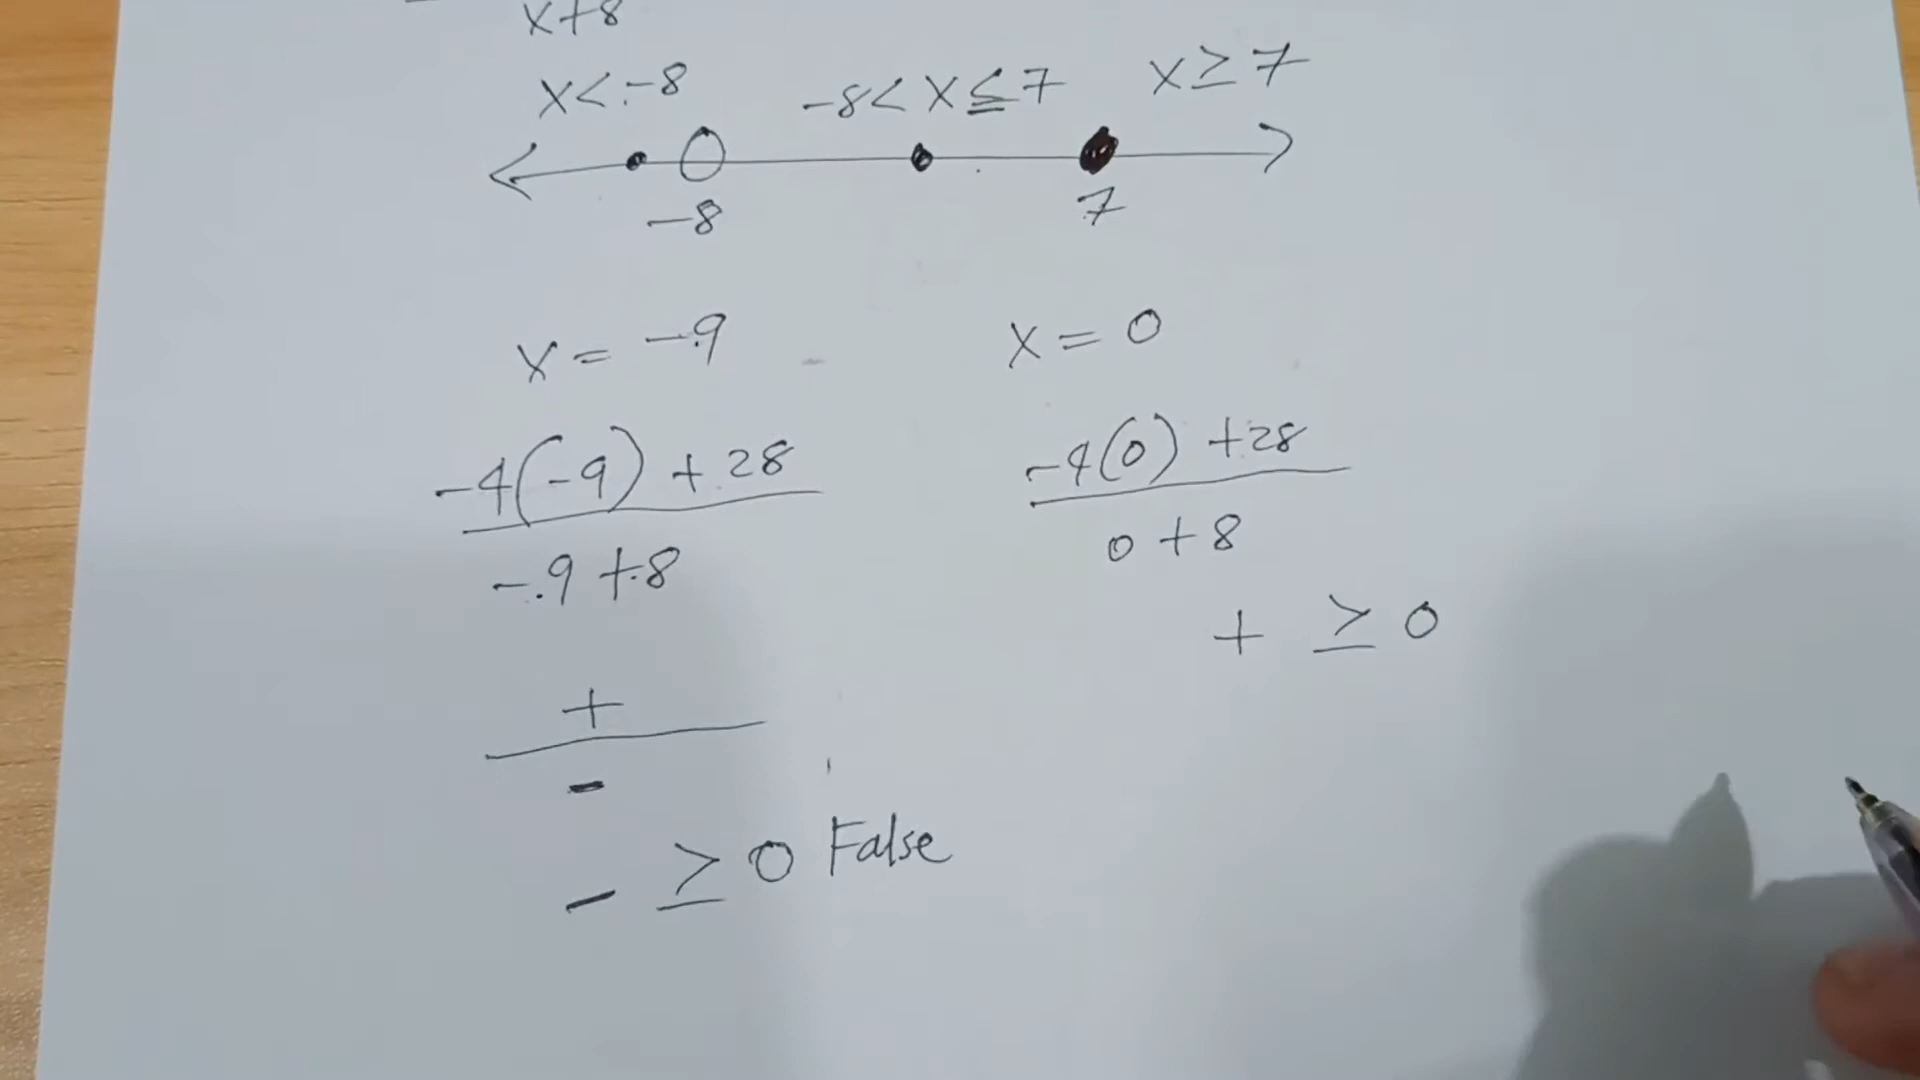 x+8
x<-8 -8<x≤7 x≥7
-8 7
x = -9 x = 0
-4(-9) + 28 -4(0) +28
-9 +8 0 +8
+ ≥ 0
+
-
- ≥ 0 False